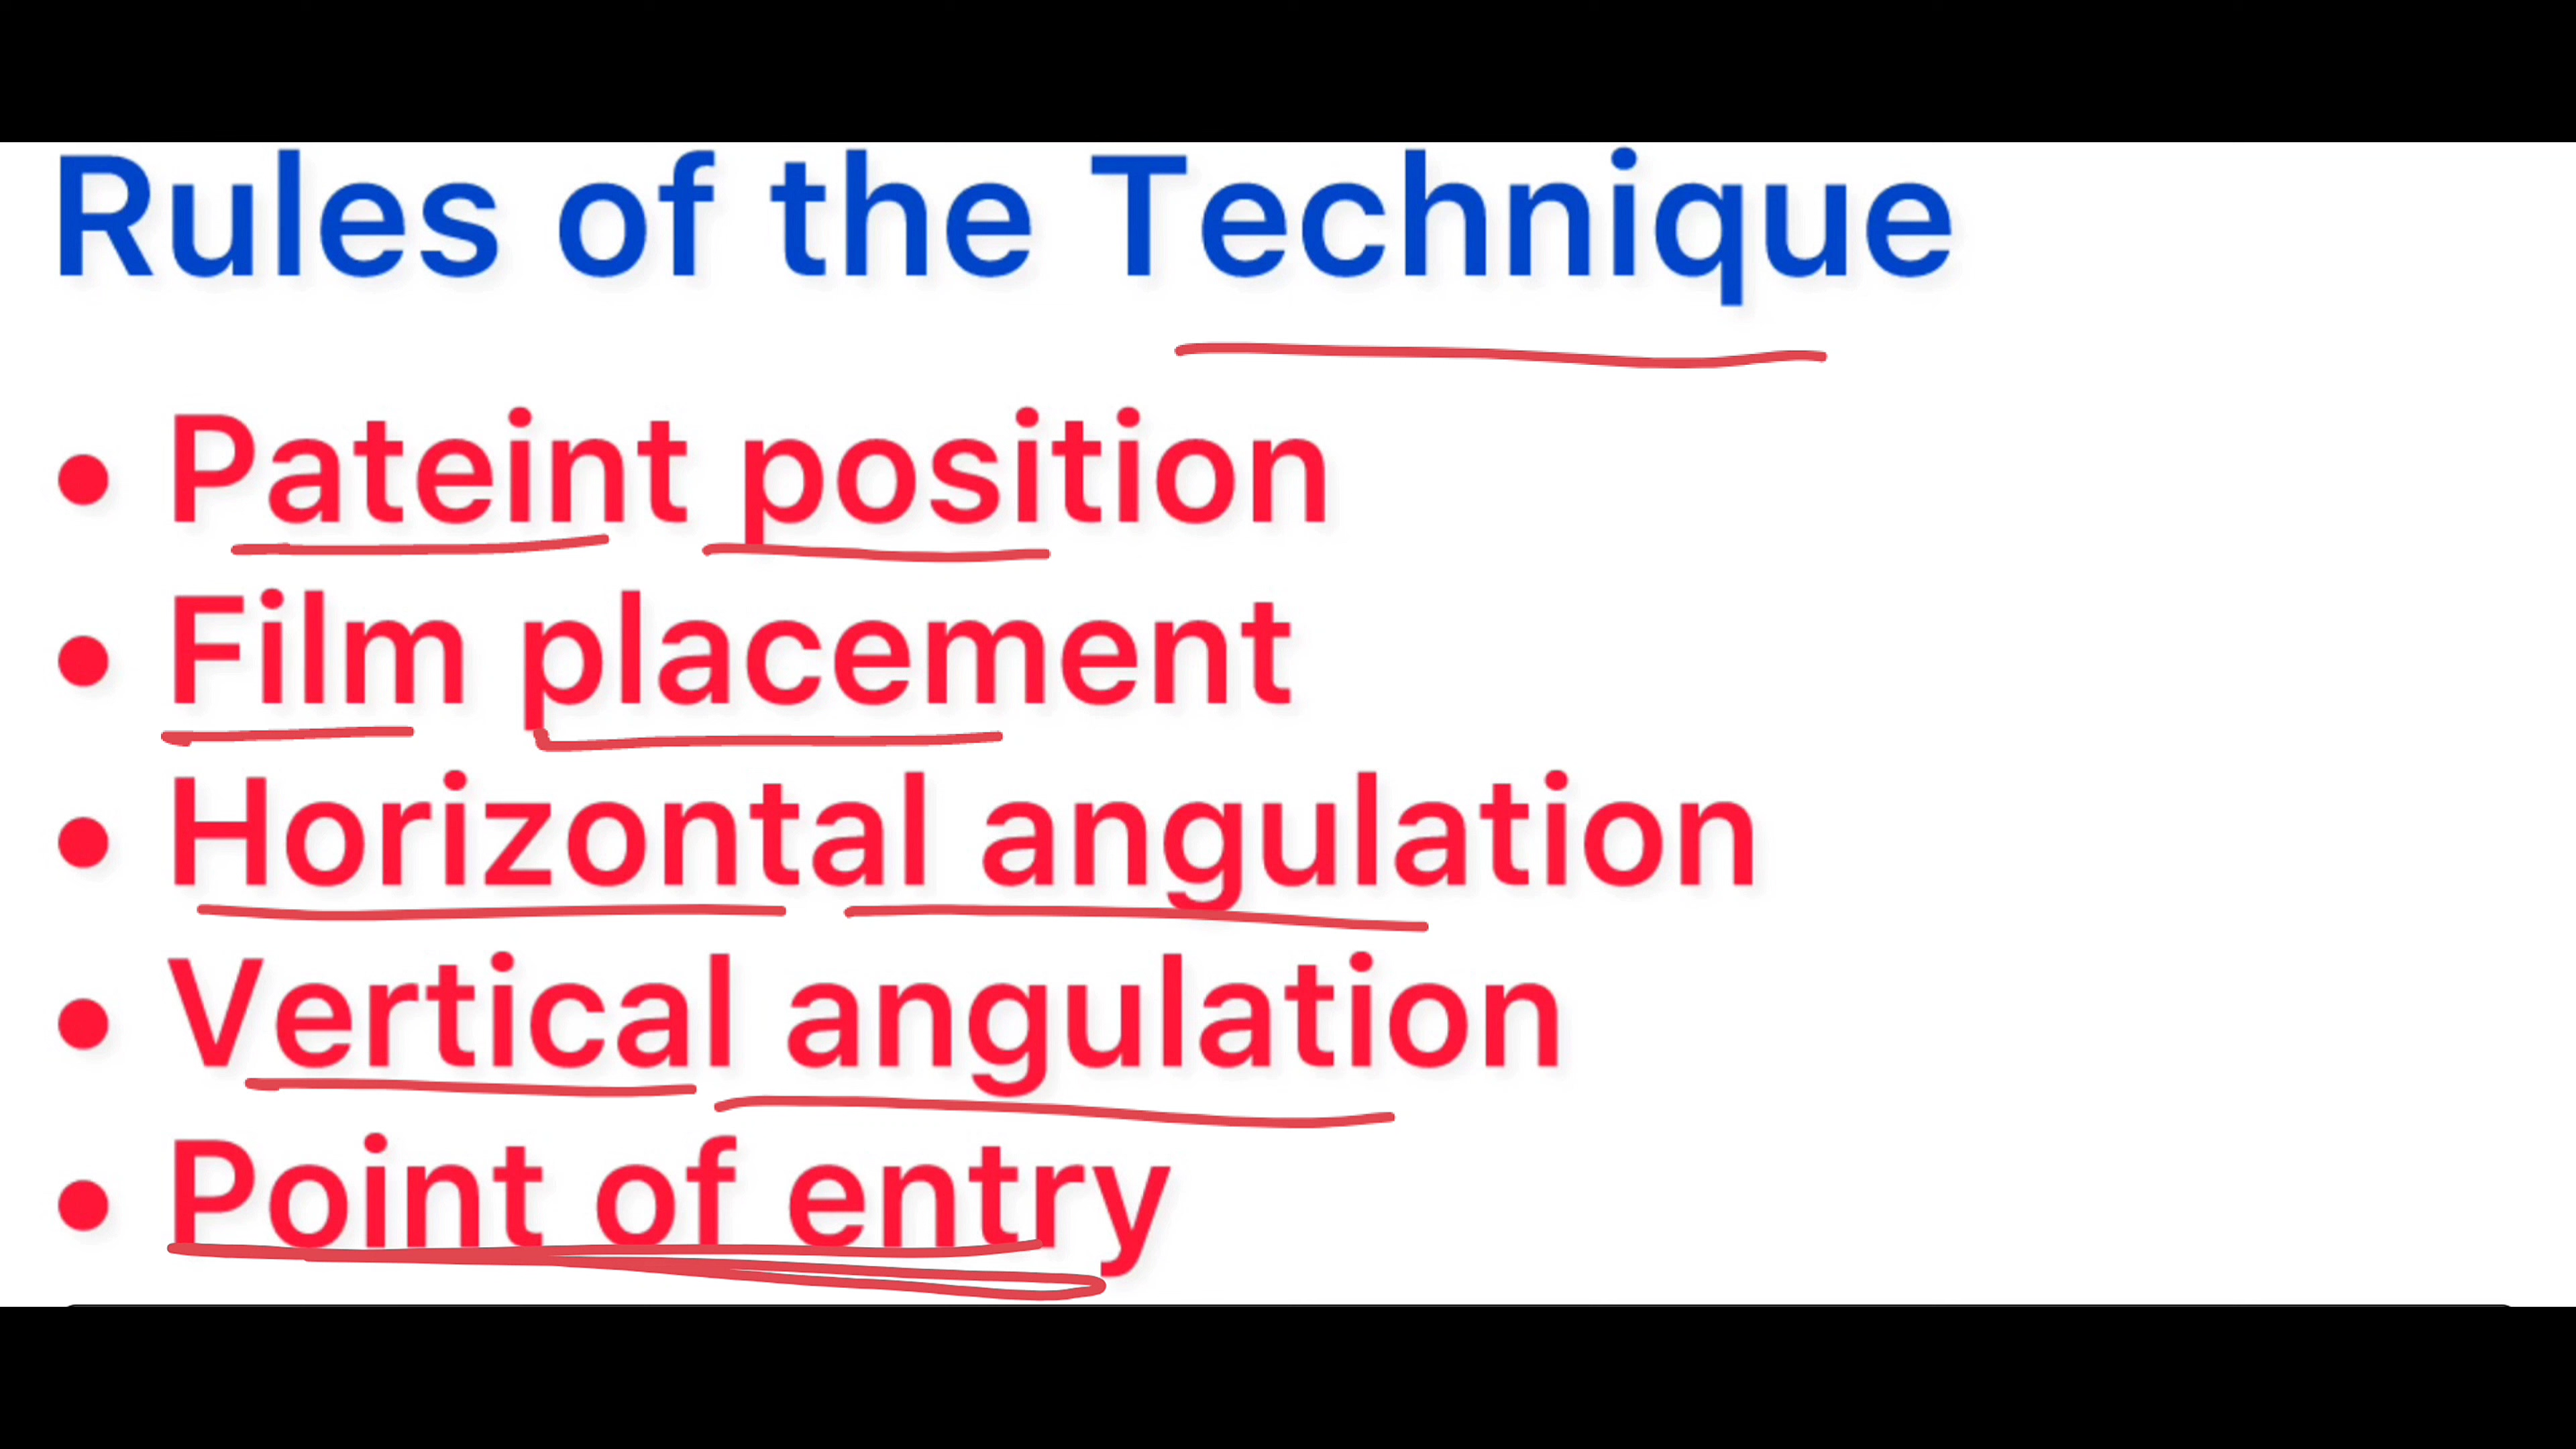 Rules of the Technique
• Pateint position
• Film placement
• Horizontal angulation
• Vertical angulation
• Point of entry